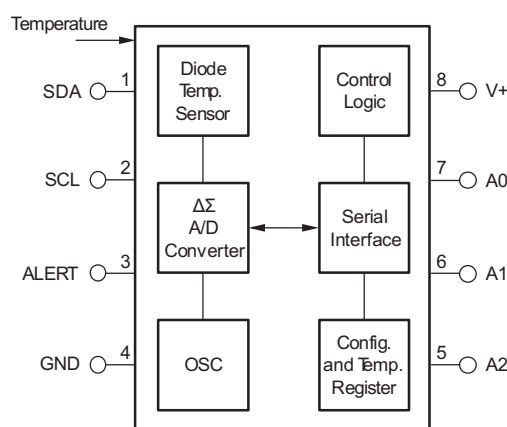 Temperature
SDA
1
Diode
Temp.
Sensor
Control
Logic
8
V+
SCL
2
ΔΣ
A/D
Converter
Serial
Interface
7
A0
ALERT
3
6
A1
GND
4
OSC
Config.
and Temp.
Register
5
A2